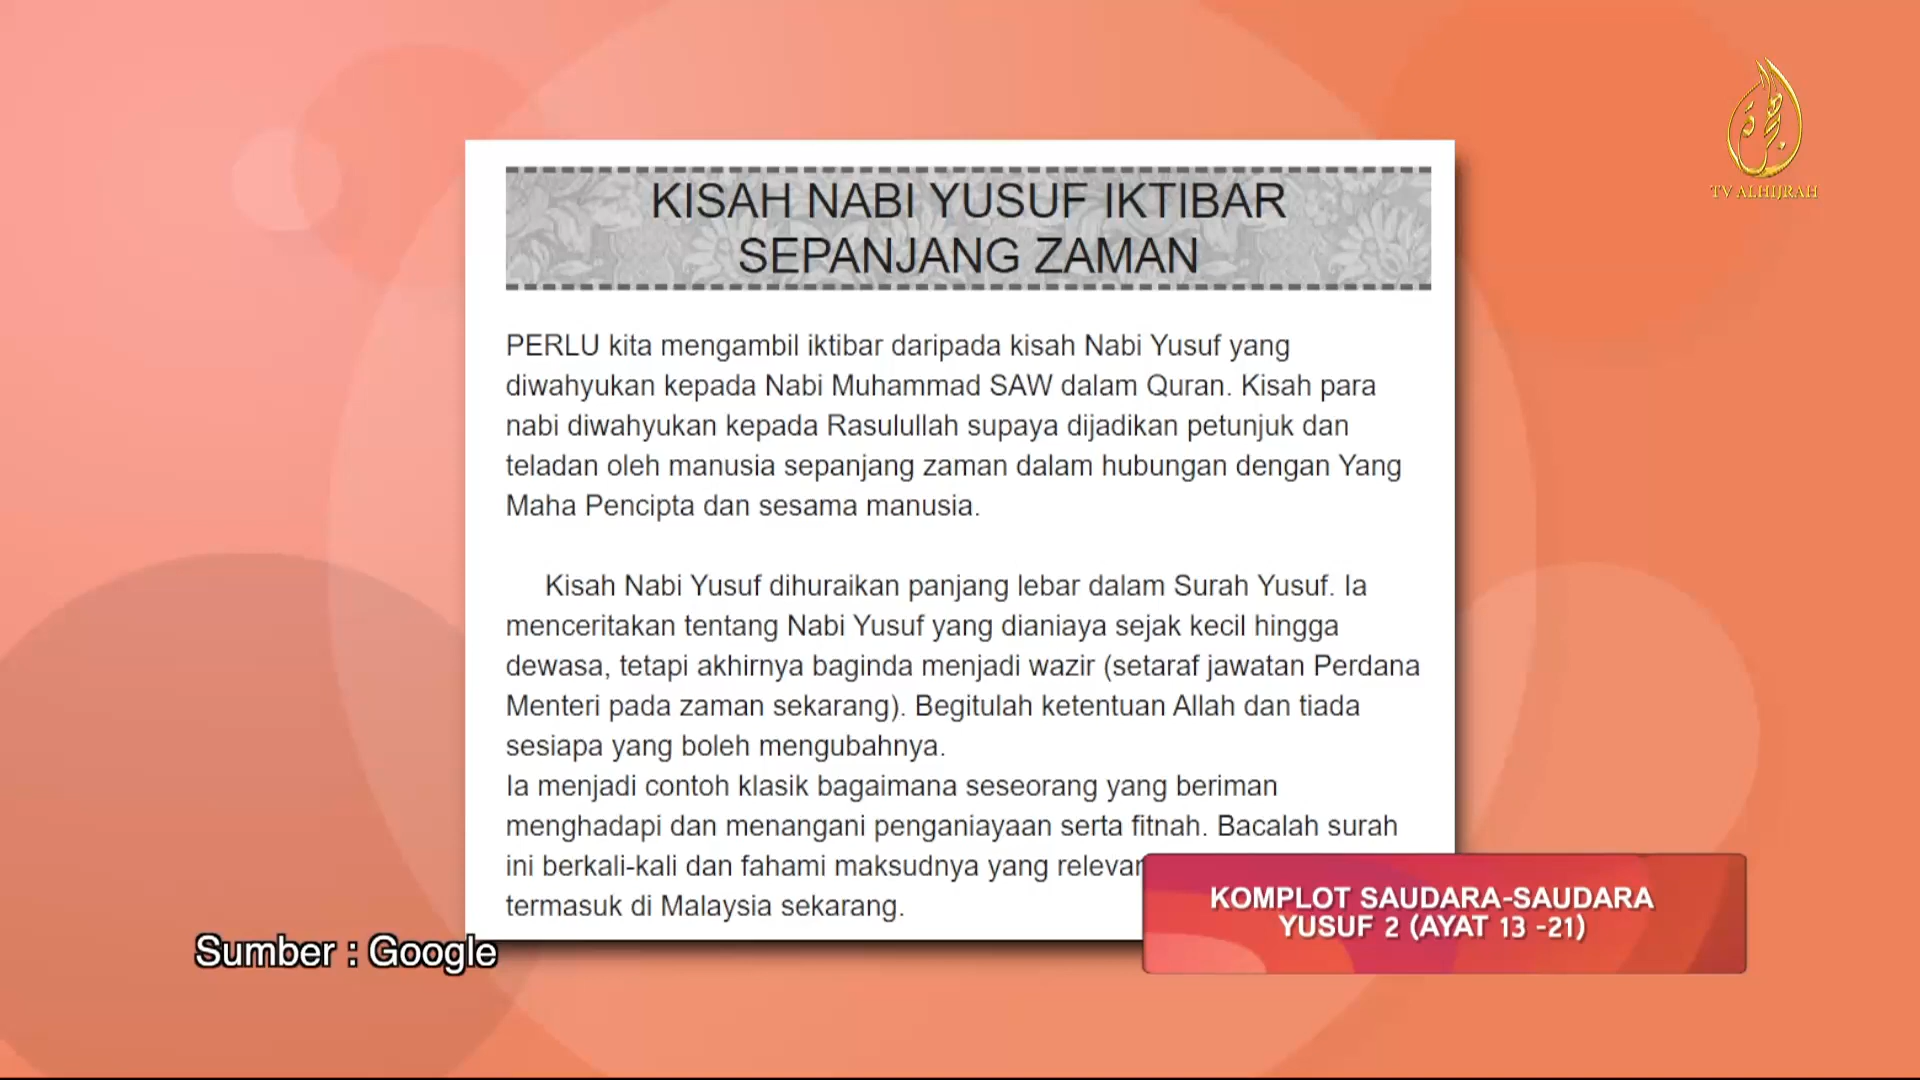 KISAH NABI YUSUF IKTIBAR
SEPANJANG ZAMAN
PERLU kita mengambil iktibar daripada kisah Nabi Yusuf yang
diwahyukan kepada Nabi Muhammad SAW dalam Quran. Kisah para
nabi diwahyukan kepada Rasulullah supaya dijadikan petunjuk dan
teladan oleh manusia sepanjang zaman dalam hubungan dengan Yang
Maha Pencipta dan sesama manusia.
Kisah Nabi Yusuf dihuraikan panjang lebar dalam Surah Yusuf. Ia
menceritakan tentang Nabi Yusuf yang dianiaya sejak kecil hingga
dewasa, tetapi akhirnya baginda menjadi wazir (setaraf jawatan Perdana
Menteri pada zaman sekarang). Begitulah ketentuan Allah dan tiada
sesiapa yang boleh mengubahnya.
Ia menjadi contoh klasik bagaimana seseorang yang beriman
menghadapi dan menangani penganiayaan serta fitnah. Bacalah surah
ini berkali-kali dan fahami maksudnya yang
termasuk di Malaysia sekarang.
Sumber : Google
KOMPLOT SAUDARA-SAUDARA
YUSUF 2 (AYAT 13 -21)
هجرة
TV ALHIJRAH